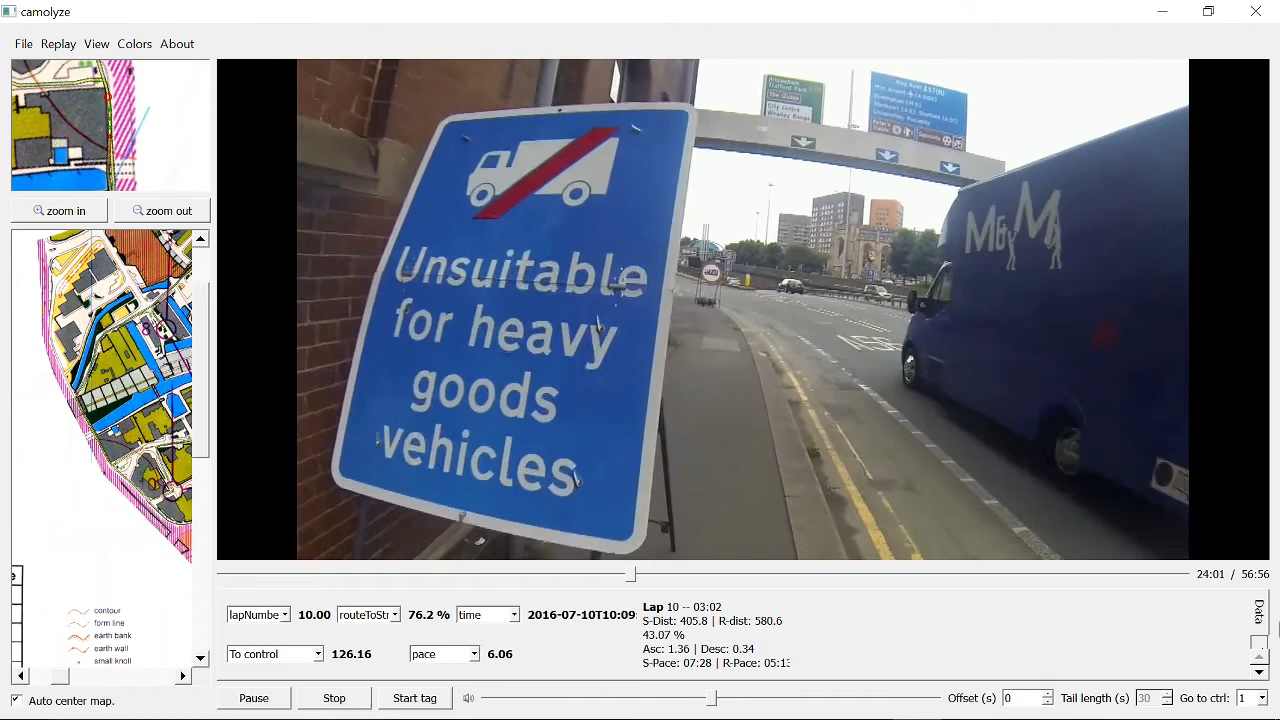 camolyze
File Replay View Colors About
zoom in
zoom out
contour
form line
earth bank
earth wall
small knoll
Auto center map.
Unsuitable
for heavy
goods
vehicles
M&M
24:01 / 56:56
lapNumbe 10.00 routeToStr 76.2 % time 2016-07-10T10:09:
To control 126.16 pace 6.06
Lap 10 -- 03:02
S-Dist: 405.8 | R-dist: 580.6
43.07 %
Asc: 1.36 | Desc: 0.34
S-Pace: 07:28 | R-Pace: 05:13
Data
Pause
Stop
Start tag
Offset (s) 0
Tail length (s) 30
Go to ctrl: 1